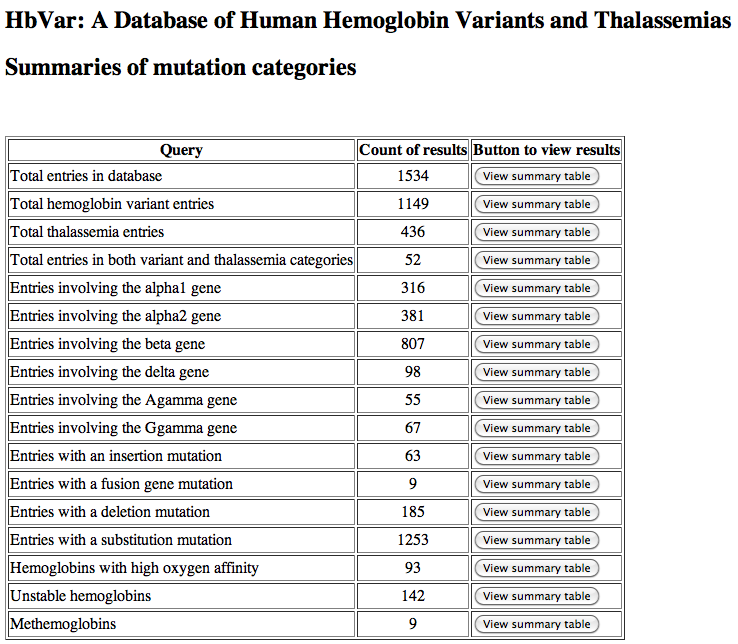 HbVar: A Database of Human Hemoglobin Variants and Thalassemias
Summaries of mutation categories
Query Count of results Button to view results
Total entries in database 1534 View summary table
Total hemoglobin variant entries 1149 View summary table
Total thalassemia entries 436 View summary table
Total entries in both variant and thalassemia categories 52 View summary table
Entries involving the alpha1 gene 316 View summary table
Entries involving the alpha2 gene 381 View summary table
Entries involving the beta gene 807 View summary table
Entries involving the delta gene 98 View summary table
Entries involving the Agamma gene 55 View summary table
Entries involving the Ggamma gene 67 View summary table
Entries with an insertion mutation 63 View summary table
Entries with a fusion gene mutation 9 View summary table
Entries with a deletion mutation 185 View summary table
Entries with a substitution mutation 1253 View summary table
Hemoglobins with high oxygen affinity 93 View summary table
Unstable hemoglobins 142 View summary table
Methemoglobins 9 View summary table